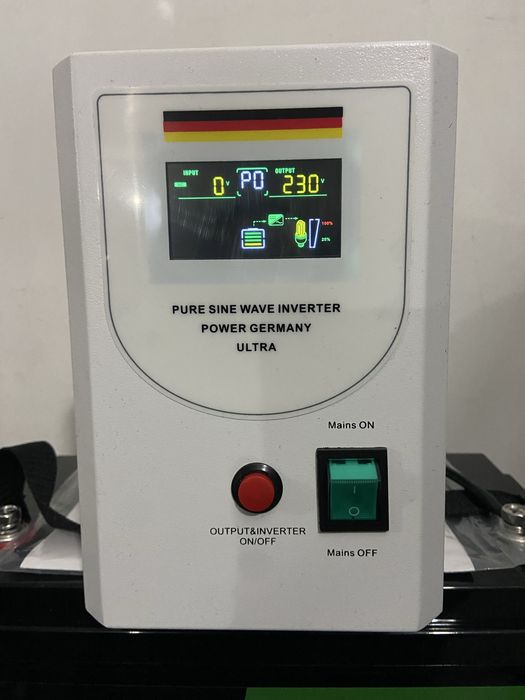 INPUT
0V
P0
OUTPUT
230V
100%
25%
PURE SINE WAVE INVERTER
POWER GERMANY
ULTRA
Mains ON
I
O
OUTPUT&INVERTER
ON/OFF
Mains OFF